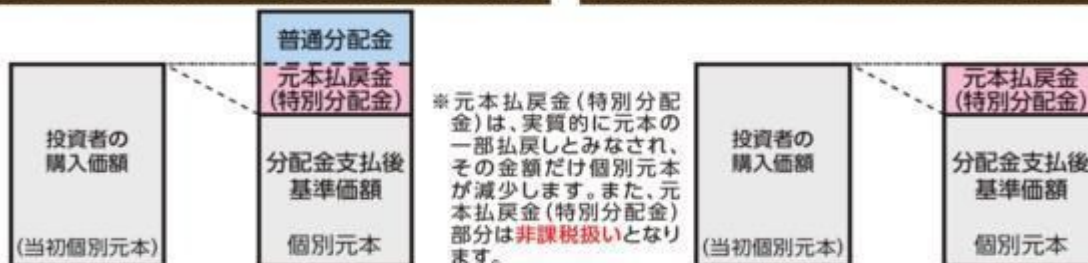 普通分配金
元本払戻金
(特別分配金)
投資者の
購入価額
(当初個別元本)
分配金支払後
基準価額
個別元本
※元本払戻金(特別分配
金)は、実質的に元本の
一部払戻しとみなされ、
その金額だけ個別元本
が減少します。また、元
本払戻金(特別分配金)
部分は非課税扱いとなり
ます。
投資者の
購入価額
(当初個別元本)
元本払戻金
(特別分配金)
分配金支払後
基準価額
個別元本